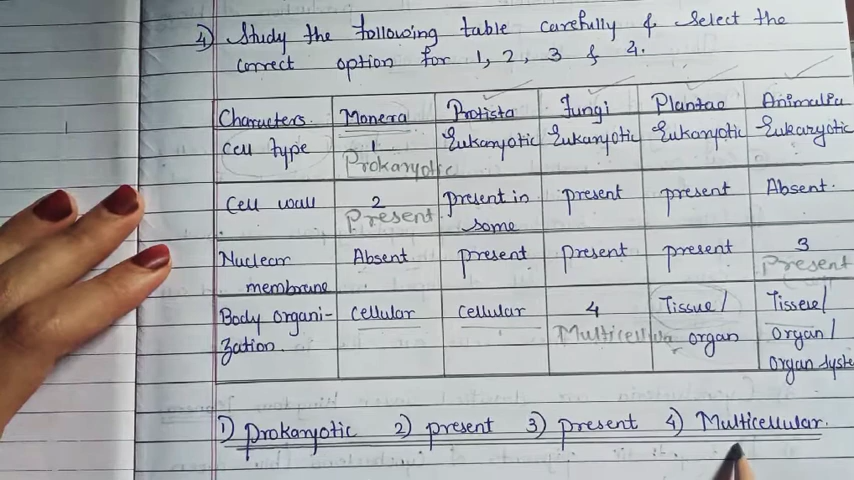 4) Study the following table carefully & select the
correct option for 1, 2, 3 & 4.
Characters. Monera Protista Fungi Plantae Animalia
Cell type 1 Prokaryotic Eukaryotic Eukaryotic Eukaryotic Eukaryotic
Cell wall 2 Present present in some present present Absent.
Nuclear membrane Absent present present present 3 Present
Body organi-zation. cellular cellular 4 Multicellular Tissue/ organ Tissue/ organ/ organ syste
1) prokaryotic 2) present 3) present 4) Multicellular.